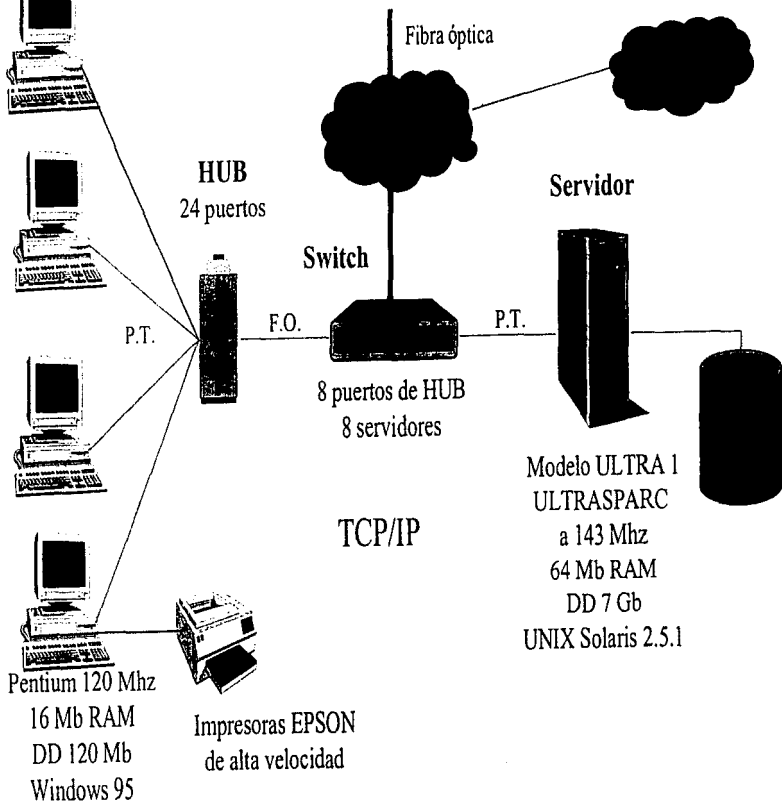 Fibra óptica
HUB
24 puertos
Servidor
Switch
P.T.
F.O.
P.T.
8 puertos de HUB
8 servidores
TCP/IP
Modelo ULTRA 1
ULTRASPARC
a 143 Mhz
64 Mb RAM
DD 7 Gb
UNIX Solaris 2.5.1
Pentium 120 Mhz
16 Mb RAM
DD 120 Mb
Windows 95
Impresoras EPSON
de alta velocidad